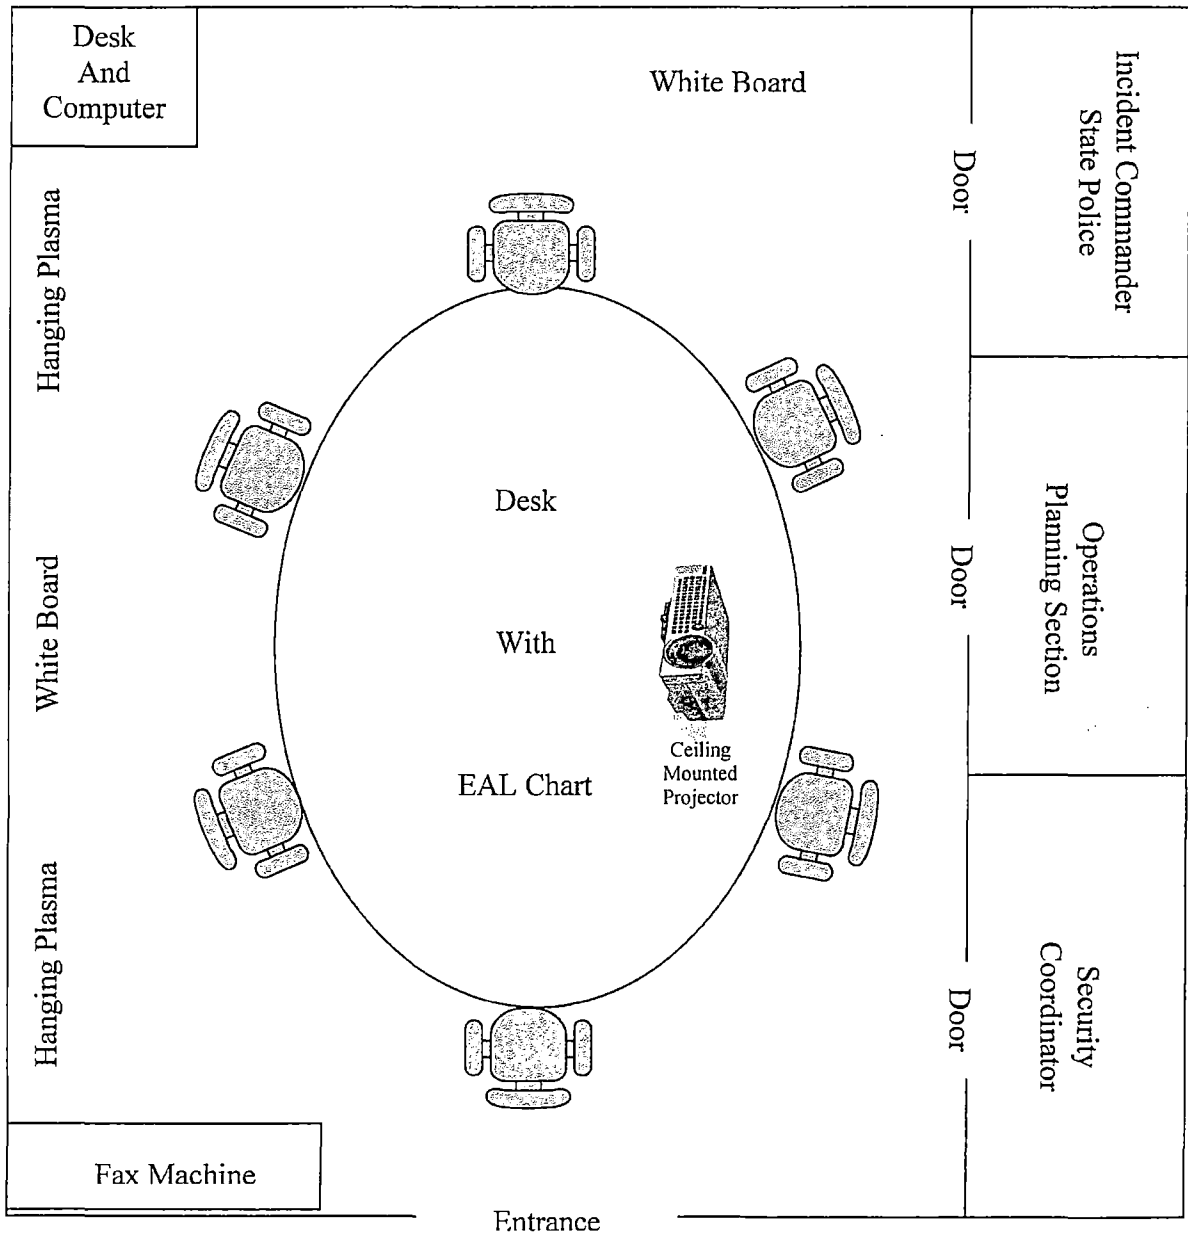 Desk
And
Computer
White Board
Incident Commander
State Police
Door
Hanging Plasma
Desk
With
EAL Chart
Ceiling
Mounted
Projector
White Board
Door
Operations
Planning Section
Hanging Plasma
Door
Security
Coordinator
Fax Machine
Entrance